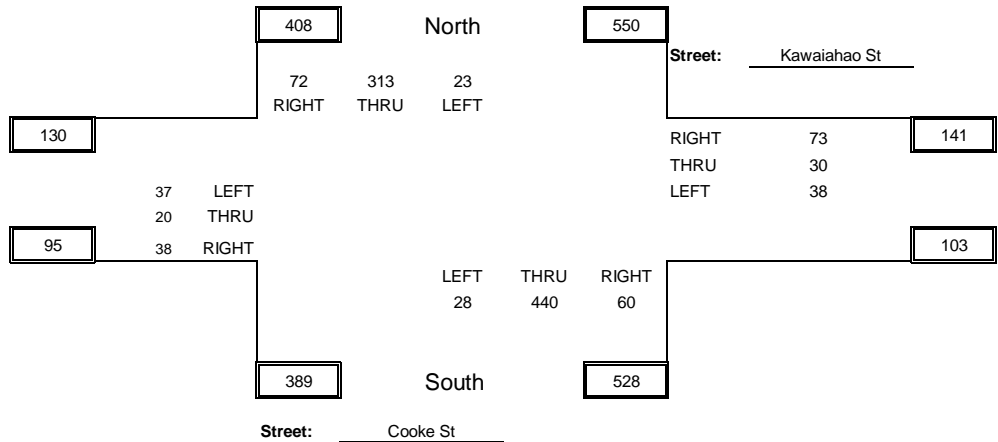 408 North 550
Street: Kawaiahao St
72 313 23
RIGHT THRU LEFT
130 RIGHT 73 141
THRU 30
37 LEFT LEFT 38
20 THRU
95 38 RIGHT 103
LEFT THRU RIGHT
28 440 60
389 South 528
Street: Cooke St